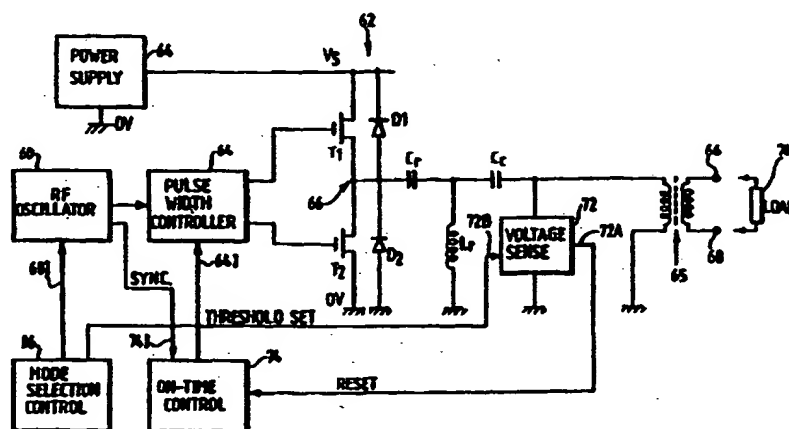 62
POWER SUPPLY
64
VS
0V
D1
T1
60
RF OSCILLATOR
64
PULSE WIDTH CONTROLLER
66
Cr
Cc
66
70
LOAD
72B
72
VOLTAGE SENSE
72A
Lr
65
68
D2
T2
0V
SYNC.
THRESHOLD SET
MODE SELECTION CONTROL
74
ON-TIME CONTROL
RESET